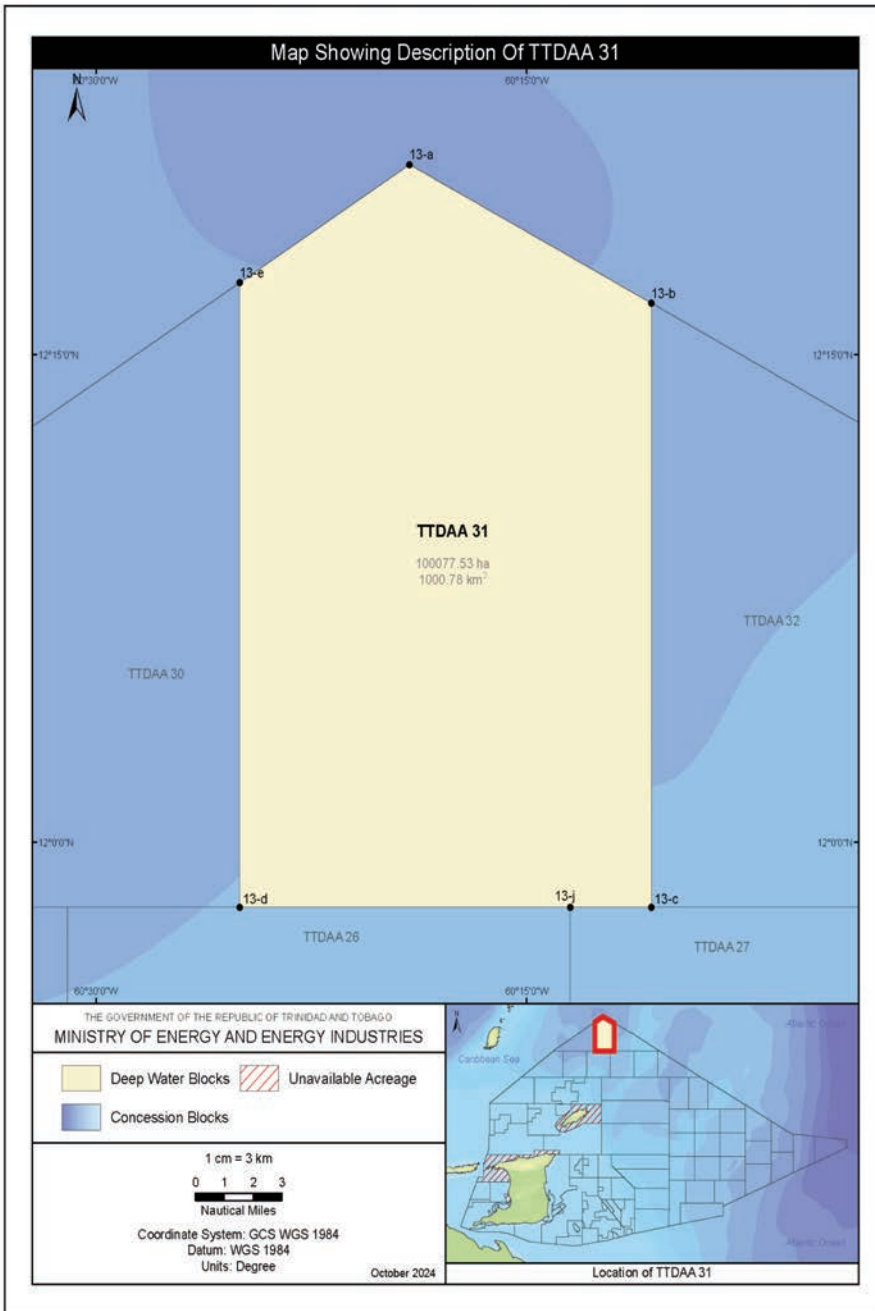 Map Showing Description Of TTDAA 31
N
60°30'0"W
60°15'0"W
13-a
13-e
13-b
12°15'0"N
12°15'0"N
TTDAA 31
100077.53 ha
1000.78 km²
TTDAA 32
TTDAA 30
12°0'0"N
12°0'0"N
13-d
13-j
13-c
TTDAA 26
TTDAA 27
60°30'0"W
60°15'0"W
THE GOVERNMENT OF THE REPUBLIC OF TRINIDAD AND TOBAGO
MINISTRY OF ENERGY AND ENERGY INDUSTRIES
Deep Water Blocks
Unavailable Acreage
Concession Blocks
1 cm = 3 km
0 1 2 3
Nautical Miles
Coordinate System: GCS WGS 1984
Datum: WGS 1984
Units: Degree
October 2024
N
Atlantic Ocean
Caribbean Sea
Atlantic Ocean
Location of TTDAA 31